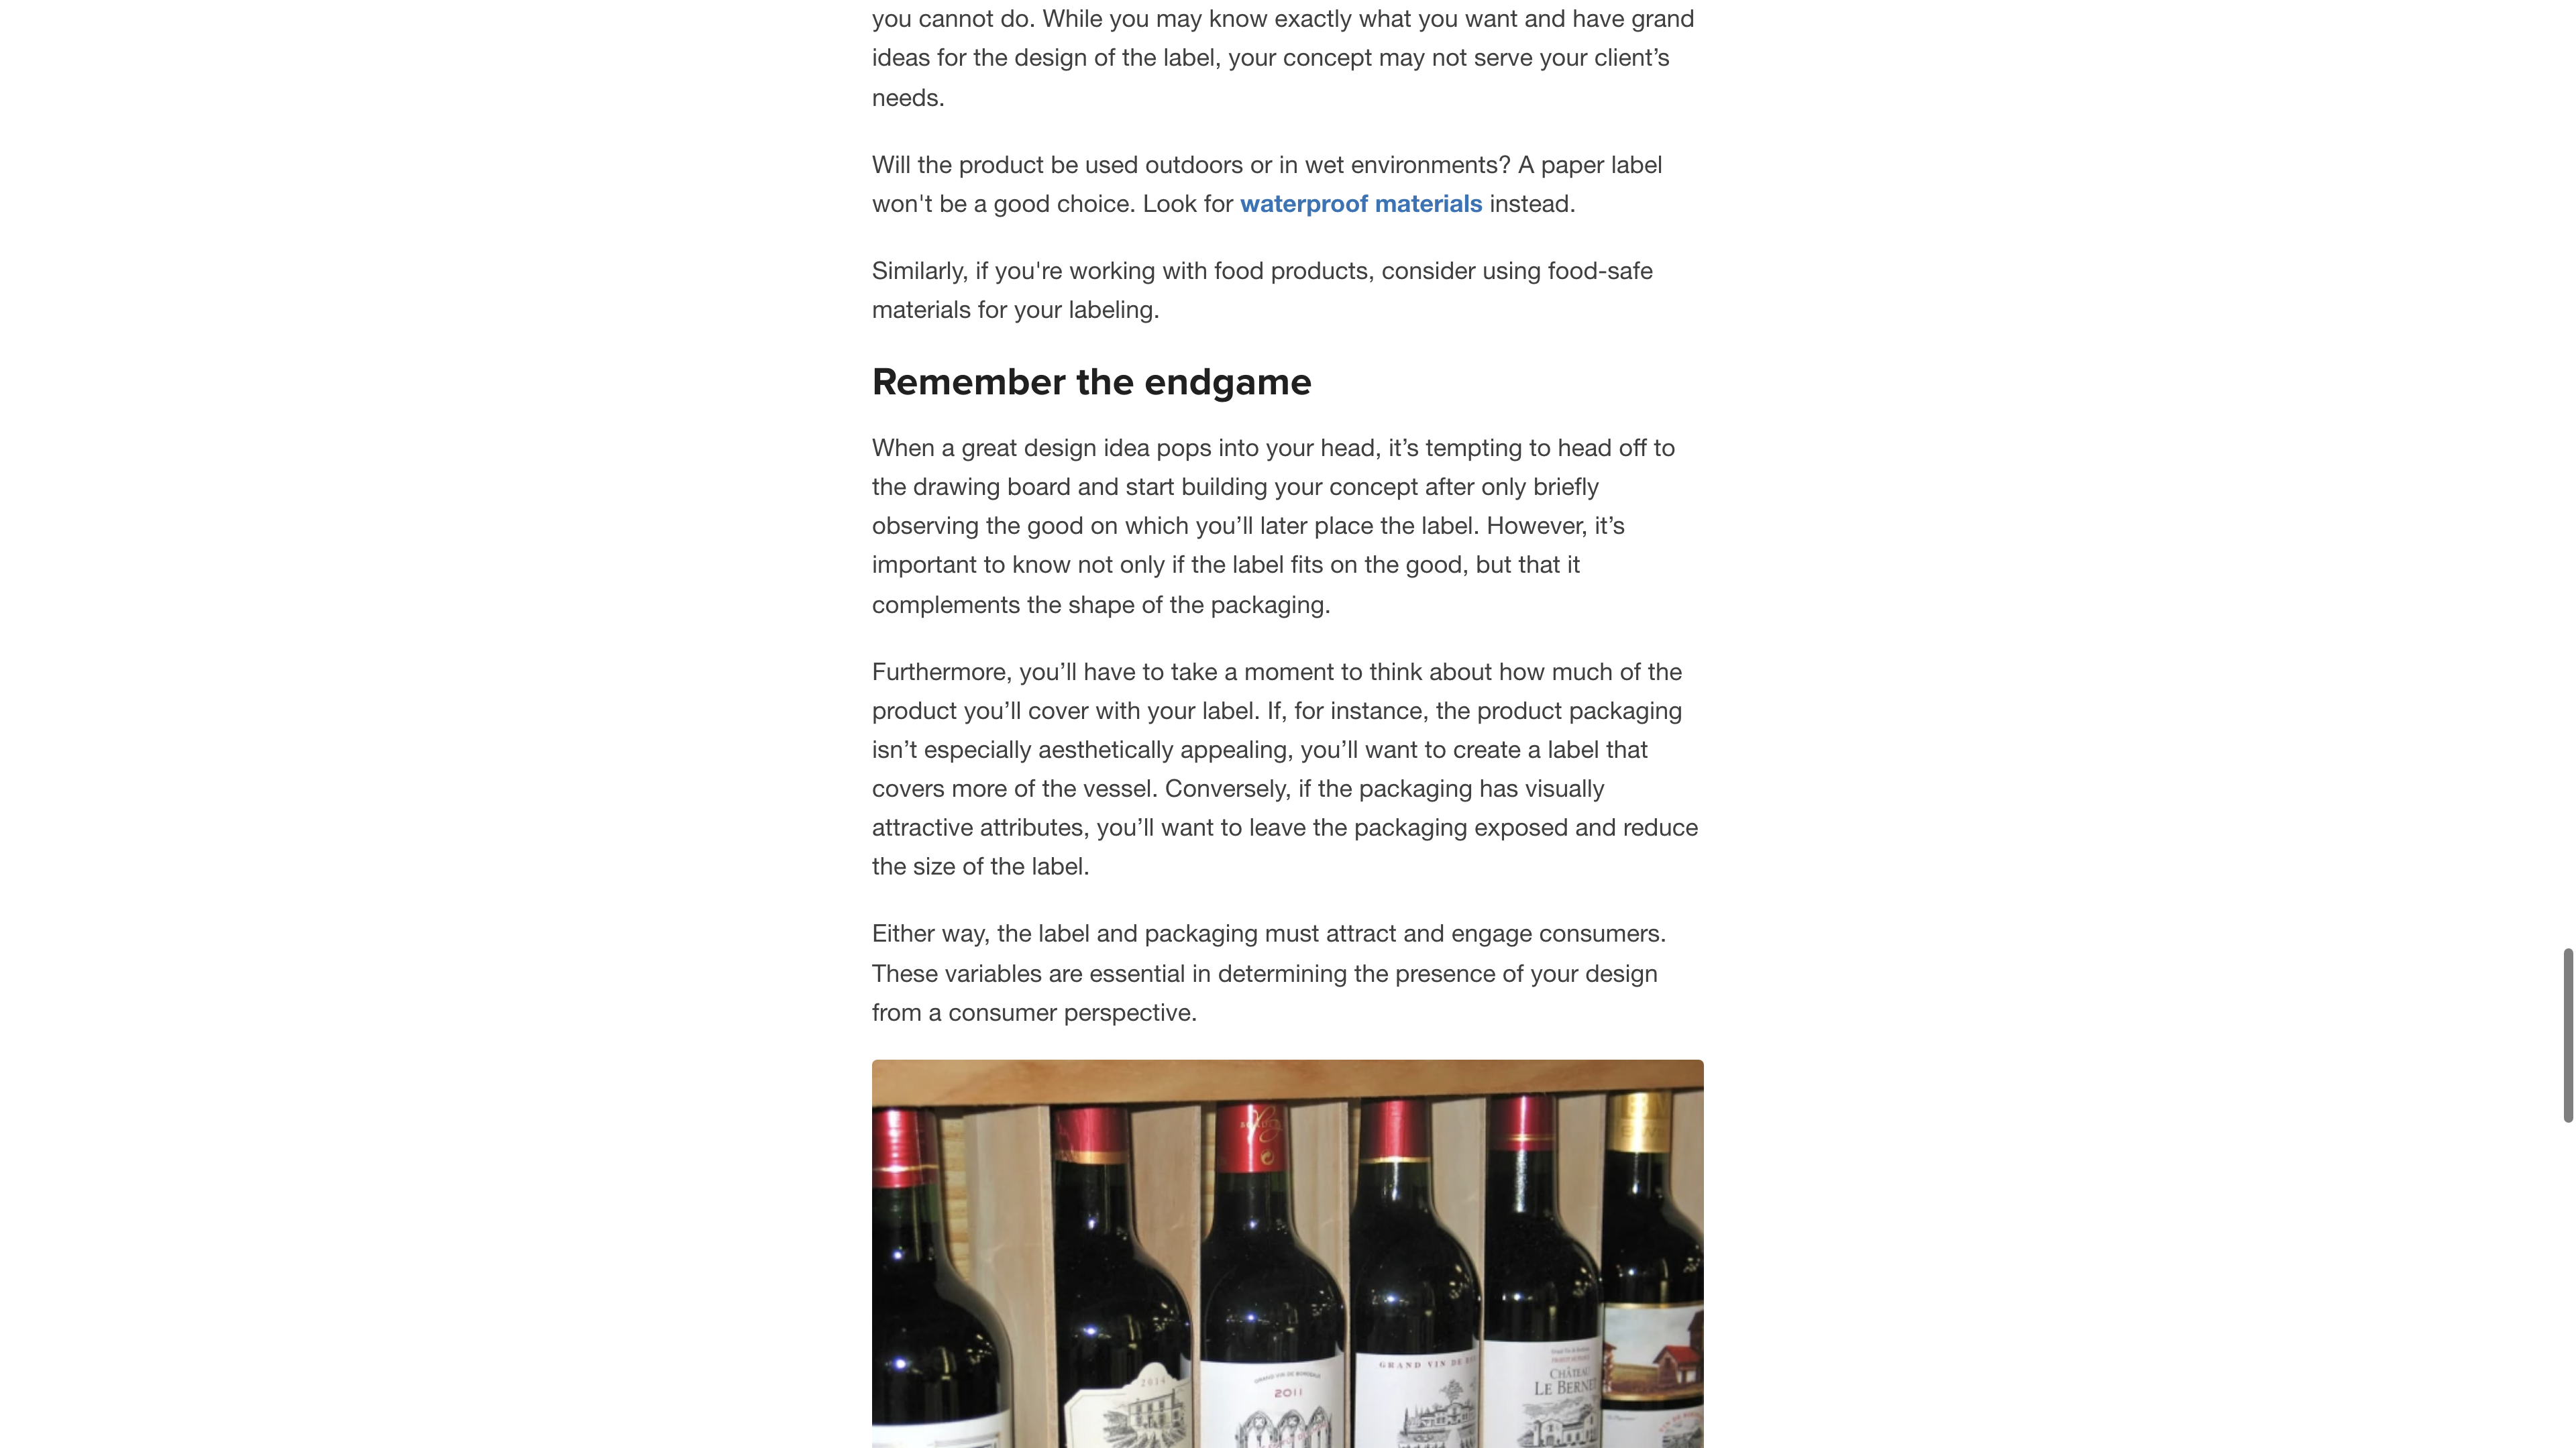 you cannot do. While you may know exactly what you want and have grand
ideas for the design of the label, your concept may not serve your client’s
needs.
Will the product be used outdoors or in wet environments? A paper label
won't be a good choice. Look for waterproof materials instead.
Similarly, if you're working with food products, consider using food-safe
materials for your labeling.
Remember the endgame
When a great design idea pops into your head, it’s tempting to head off to
the drawing board and start building your concept after only briefly
observing the good on which you’ll later place the label. However, it’s
important to know not only if the label fits on the good, but that it
complements the shape of the packaging.
Furthermore, you’ll have to take a moment to think about how much of the
product you’ll cover with your label. If, for instance, the product packaging
isn’t especially aesthetically appealing, you’ll want to create a label that
covers more of the vessel. Conversely, if the packaging has visually
attractive attributes, you’ll want to leave the packaging exposed and reduce
the size of the label.
Either way, the label and packaging must attract and engage consumers.
These variables are essential in determining the presence of your design
from a consumer perspective.
2014
GRAND VIN DE BORDEAUX
2011
GRAND VIN DE
CHÂTEAU
LE BERNE